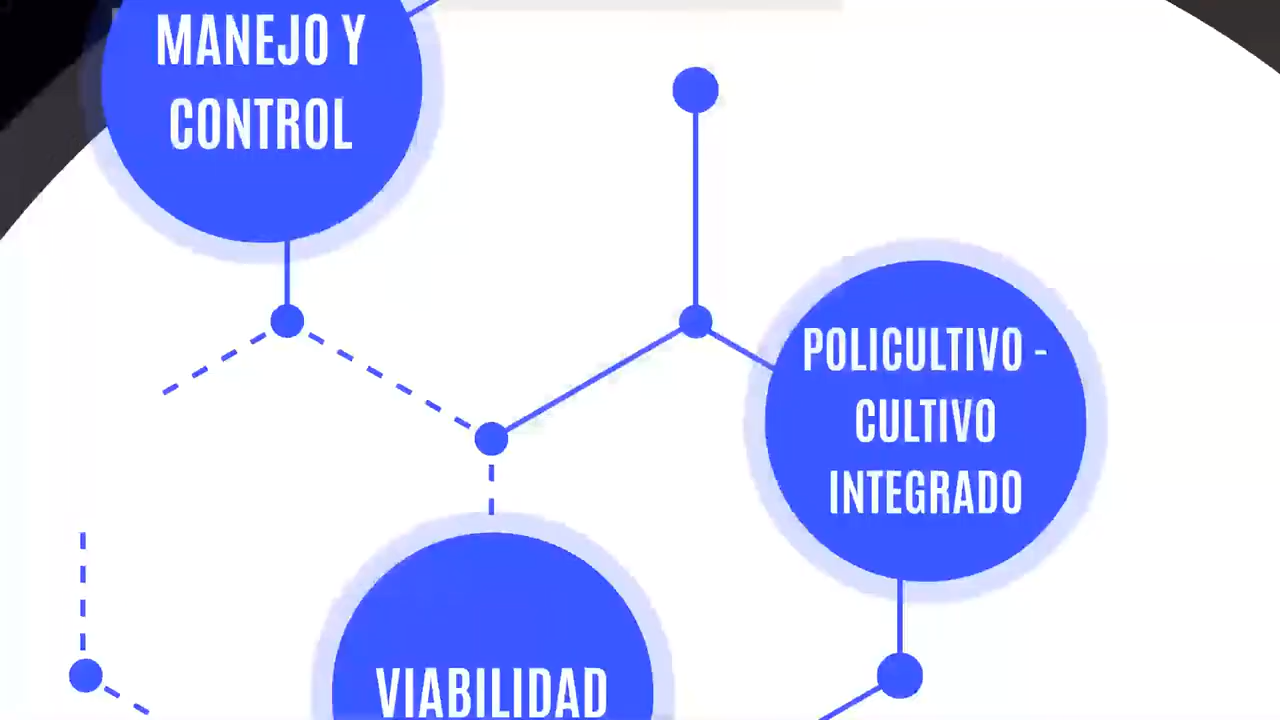 MANEJO Y
CONTROL
POLICULTIVO -
CULTIVO
INTEGRADO
VIABILIDAD